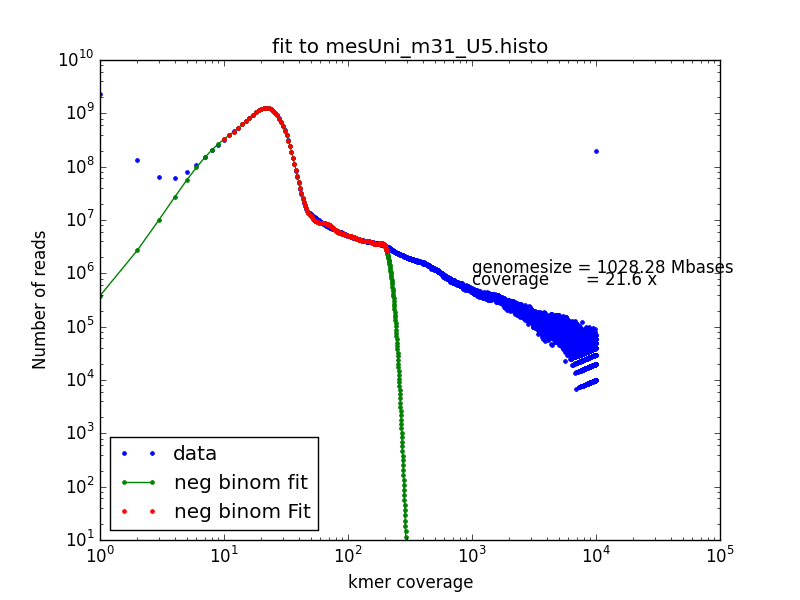 fit to mesUni_m31_U5.histo
10^10
10^9
10^8
10^7
10^6
10^5
10^4
10^3
10^2
10^1
Number of reads
genomesize = 1028.28 Mbases
coverage = 21.6 x
data
neg binom fit
neg binom Fit
10^0 10^1 10^2 10^3 10^4 10^5
kmer coverage